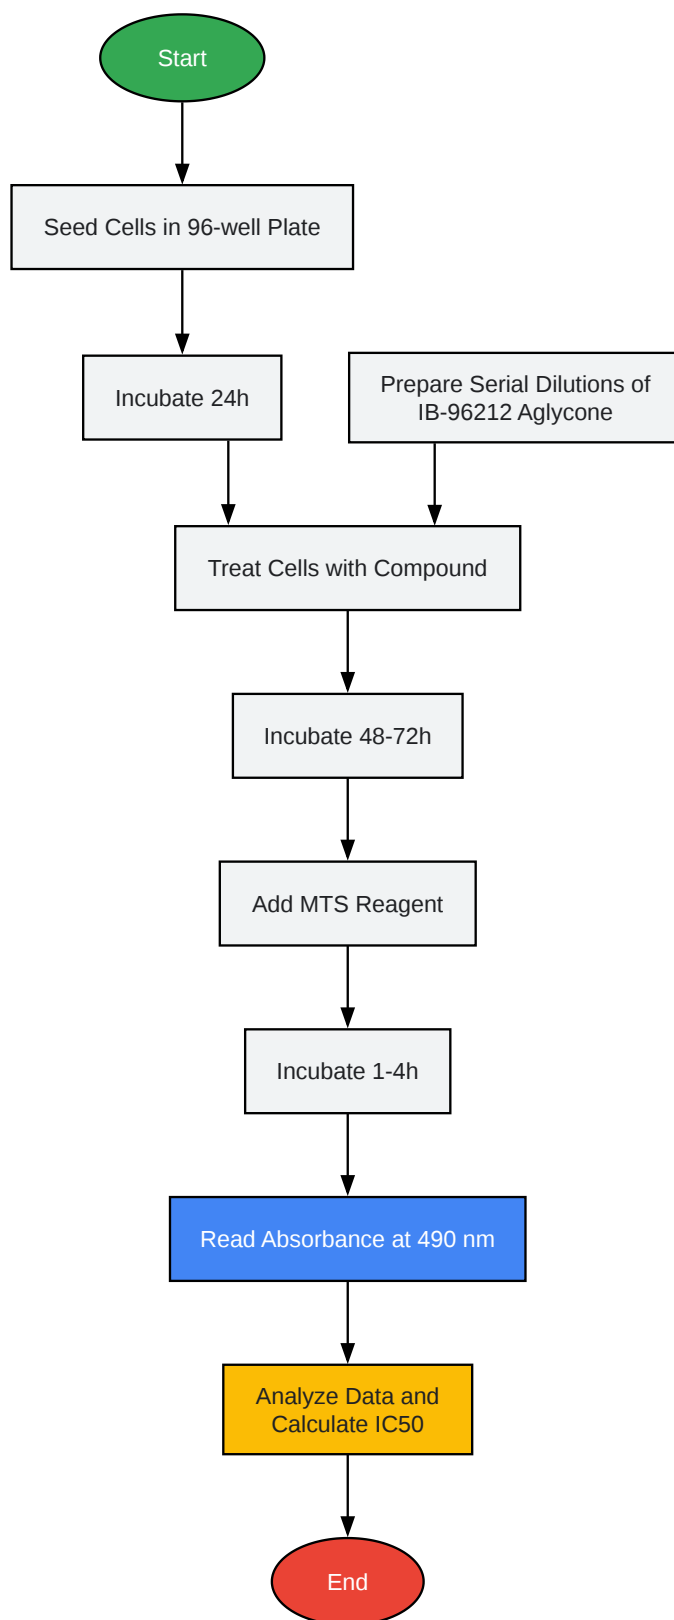 Start
Seed Cells in 96-well Plate
Incubate 24h
Prepare Serial Dilutions of
IB-96212 Aglycone
Treat Cells with Compound
Incubate 48-72h
Add MTS Reagent
Incubate 1-4h
Read Absorbance at 490 nm
Analyze Data and
Calculate IC50
End